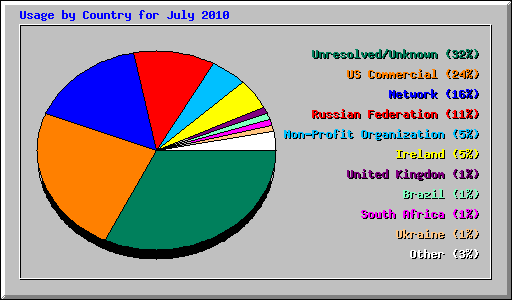 Usage by Country for July 2010
Unresolved/Unknown (32%)
US Commercial (24%)
Network (16%)
Russian Federation (11%)
Non-Profit Organization (5%)
Ireland (5%)
United Kingdom (1%)
Brazil (1%)
South Africa (1%)
Ukraine (1%)
Other (3%)